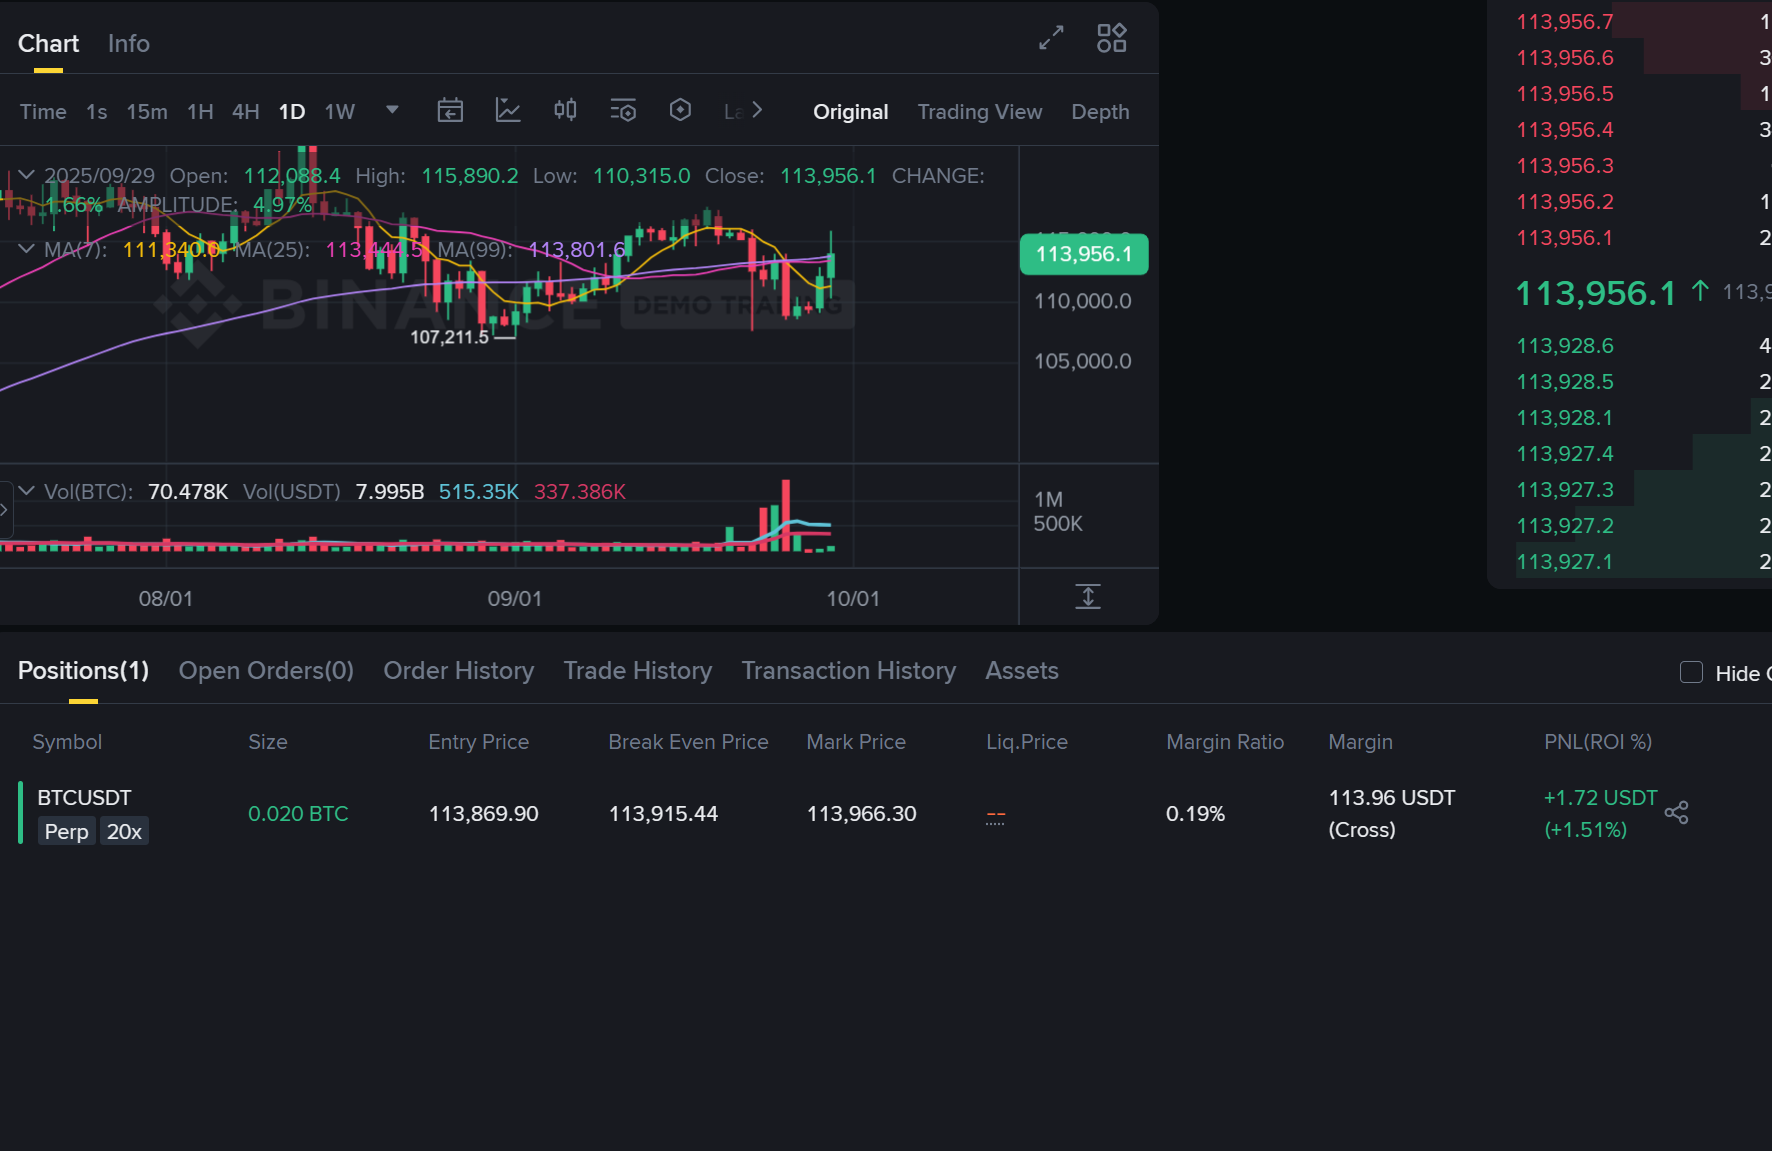 Chart Info
Time 1s 15m 1H 4H 1D 1W Original Trading View Depth
2025/09/29 Open: 112,088.4 High: 115,890.2 Low: 110,315.0 Close: 113,956.1 CHANGE:
1.66% AMPLITUDE: 4.97%
MA(7): 111,340.0 MA(25): 113,444.5 MA(99): 113,801.6
113,956.1
110,000.0
105,000.0
BINANCE DEMO TRADING
107,211.5
Vol(BTC): 70.478K Vol(USDT) 7.995B 515.35K 337.386K
1M
500K
08/01 09/01 10/01
113,956.7 1
113,956.6 3
113,956.5 1
113,956.4 3
113,956.3
113,956.2 1
113,956.1 2
113,956.1 ↑
113,928.6 4
113,928.5 2
113,928.1 2
113,927.4 2
113,927.3 2
113,927.2 2
113,927.1 2
Positions(1) Open Orders(0) Order History Trade History Transaction History Assets Hide
Symbol Size Entry Price Break Even Price Mark Price Liq.Price Margin Ratio Margin PNL(ROI %)
BTCUSDT
Perp 20x
0.020 BTC 113,869.90 113,915.44 113,966.30 -- 0.19%
113.96 USDT
(Cross)
+1.72 USDT
(+1.51%)